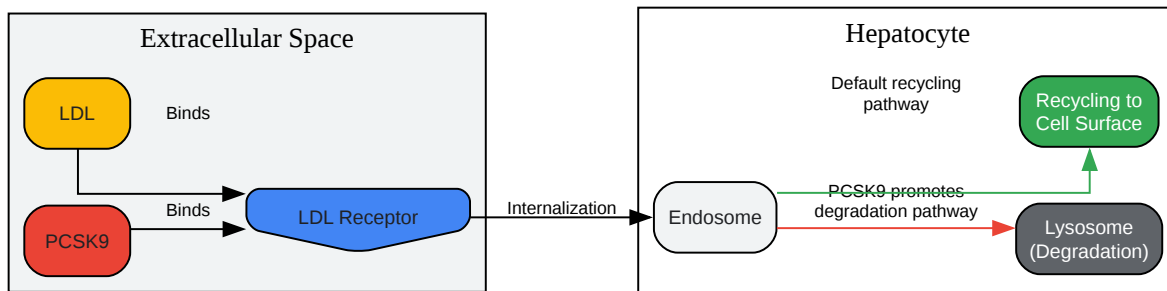 Extracellular Space
LDL
Binds
Binds
PCSK9
LDL Receptor
Internalization
Hepatocyte
Default recycling
pathway
Recycling to
Cell Surface
Endosome
PCSK9 promotes
degradation pathway
Lysosome
(Degradation)